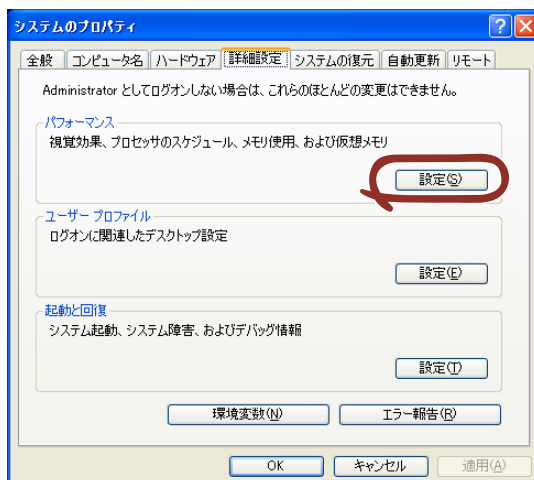 システムのプロパティ
全般 コンピュータ名 ハードウェア 詳細設定 システムの復元 自動更新 リモート
Administrator としてログオンしない場合は、これらのほとんどの変更はできません。
パフォーマンス
視覚効果、プロセッサのスケジュール、メモリ使用、および仮想メモリ
設定(S)
ユーザー プロファイル
ログオンに関連したデスクトップ設定
設定(E)
起動と回復
システム起動、システム障害、およびデバッグ情報
設定(T)
環境変数(N) エラー報告(R)
OK キャンセル 適用(A)